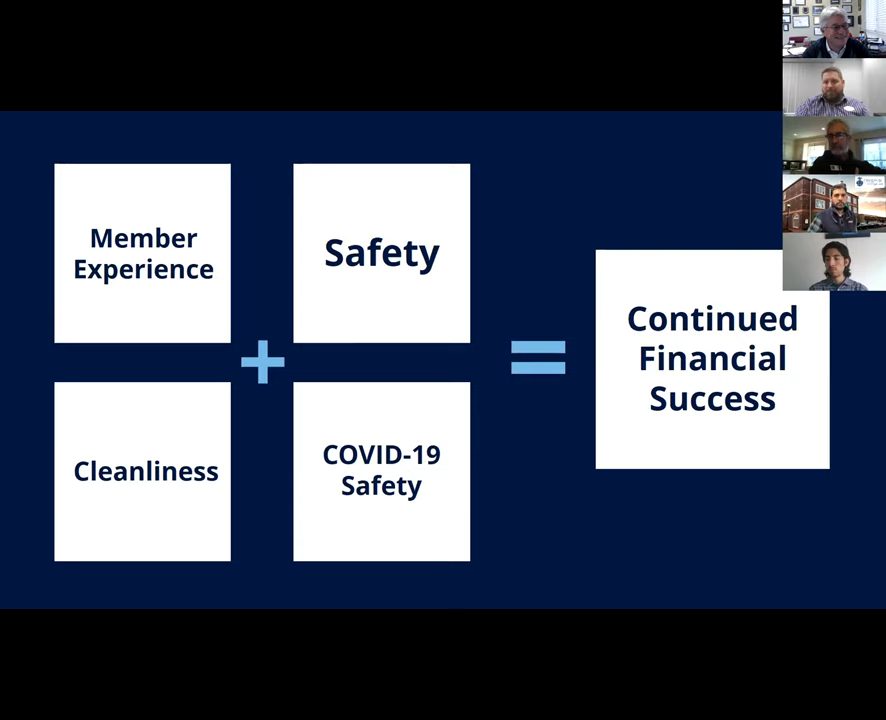 Member
Experience
Safety
+
=
Continued
Financial
Success
Cleanliness
COVID-19
Safety